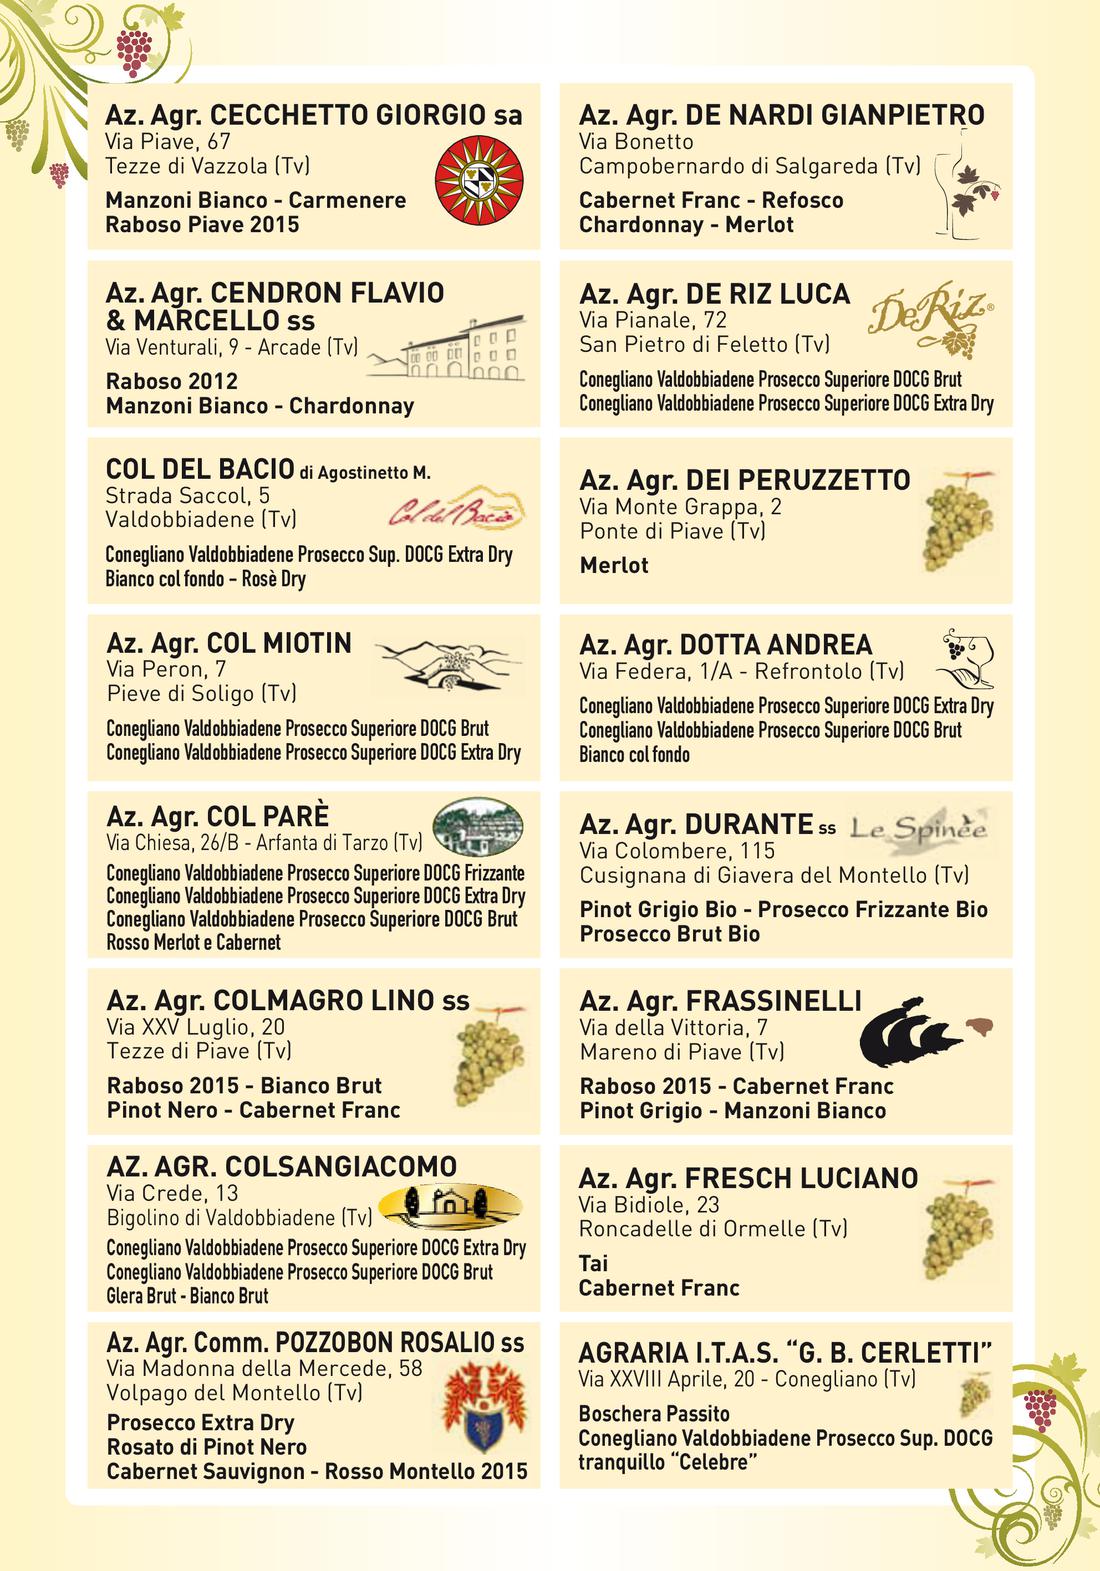 Az. Agr. CECCHETTO GIORGIO sa
Via Piave, 67
Tezze di Vazzola (Tv)
Manzoni Bianco - Carmenere
Raboso Piave 2015
Az. Agr. CENDRON FLAVIO
& MARCELLO ss
Via Venturali, 9 - Arcade (Tv)
Raboso 2012
Manzoni Bianco - Chardonnay
COL DEL BACIO di Agostinetto M.
Strada Saccol, 5
Valdobbiadene (Tv)
Col del Bacio
Conegliano Valdobbiadene Prosecco Sup. DOCG Extra Dry
Bianco col fondo - Rosè Dry
Az. Agr. COL MIOTIN
Via Peron, 7
Pieve di Soligo (Tv)
Conegliano Valdobbiadene Prosecco Superiore DOCG Brut
Conegliano Valdobbiadene Prosecco Superiore DOCG Extra Dry
Az. Agr. COL PARÈ
Via Chiesa, 26/B - Arfanta di Tarzo (Tv)
Conegliano Valdobbiadene Prosecco Superiore DOCG Frizzante
Conegliano Valdobbiadene Prosecco Superiore DOCG Extra Dry
Conegliano Valdobbiadene Prosecco Superiore DOCG Brut
Rosso Merlot e Cabernet
Az. Agr. COLMAGRO LINO ss
Via XXV Luglio, 20
Tezze di Piave (Tv)
Raboso 2015 - Bianco Brut
Pinot Nero - Cabernet Franc
AZ. AGR. COLSANGIACOMO
Via Crede, 13
Bigolino di Valdobbiadene (Tv)
Conegliano Valdobbiadene Prosecco Superiore DOCG Extra Dry
Conegliano Valdobbiadene Prosecco Superiore DOCG Brut
Glera Brut - Bianco Brut
Az. Agr. Comm. POZZOBON ROSALIO ss
Via Madonna della Mercede, 58
Volpago del Montello (Tv)
Prosecco Extra Dry
Rosato di Pinot Nero
Cabernet Sauvignon - Rosso Montello 2015
Az. Agr. DE NARDI GIANPIETRO
Via Bonetto
Campobernardo di Salgareda (Tv)
Cabernet Franc - Refosco
Chardonnay - Merlot
Az. Agr. DE RIZ LUCA
Via Pianale, 72
San Pietro di Feletto (Tv)
De Riz®
Conegliano Valdobbiadene Prosecco Superiore DOCG Brut
Conegliano Valdobbiadene Prosecco Superiore DOCG Extra Dry
Az. Agr. DEI PERUZZETTO
Via Monte Grappa, 2
Ponte di Piave (Tv)
Merlot
Az. Agr. DOTTA ANDREA
Via Federa, 1/A - Refrontolo (Tv)
Conegliano Valdobbiadene Prosecco Superiore DOCG Extra Dry
Conegliano Valdobbiadene Prosecco Superiore DOCG Brut
Bianco col fondo
Az. Agr. DURANTE ss
Le Spinèe
Via Colombere, 115
Cusignana di Giavera del Montello (Tv)
Pinot Grigio Bio - Prosecco Frizzante Bio
Prosecco Brut Bio
Az. Agr. FRASSINELLI
Via della Vittoria, 7
Mareno di Piave (Tv)
Raboso 2015 - Cabernet Franc
Pinot Grigio - Manzoni Bianco
Az. Agr. FRESCH LUCIANO
Via Bidiole, 23
Roncadelle di Ormelle (Tv)
Tai
Cabernet Franc
AGRARIA I.T.A.S. “G. B. CERLETTI”
Via XXVIII Aprile, 20 - Conegliano (Tv)
Boschera Passito
Conegliano Valdobbiadene Prosecco Sup. DOCG
tranquillo “Celebre”